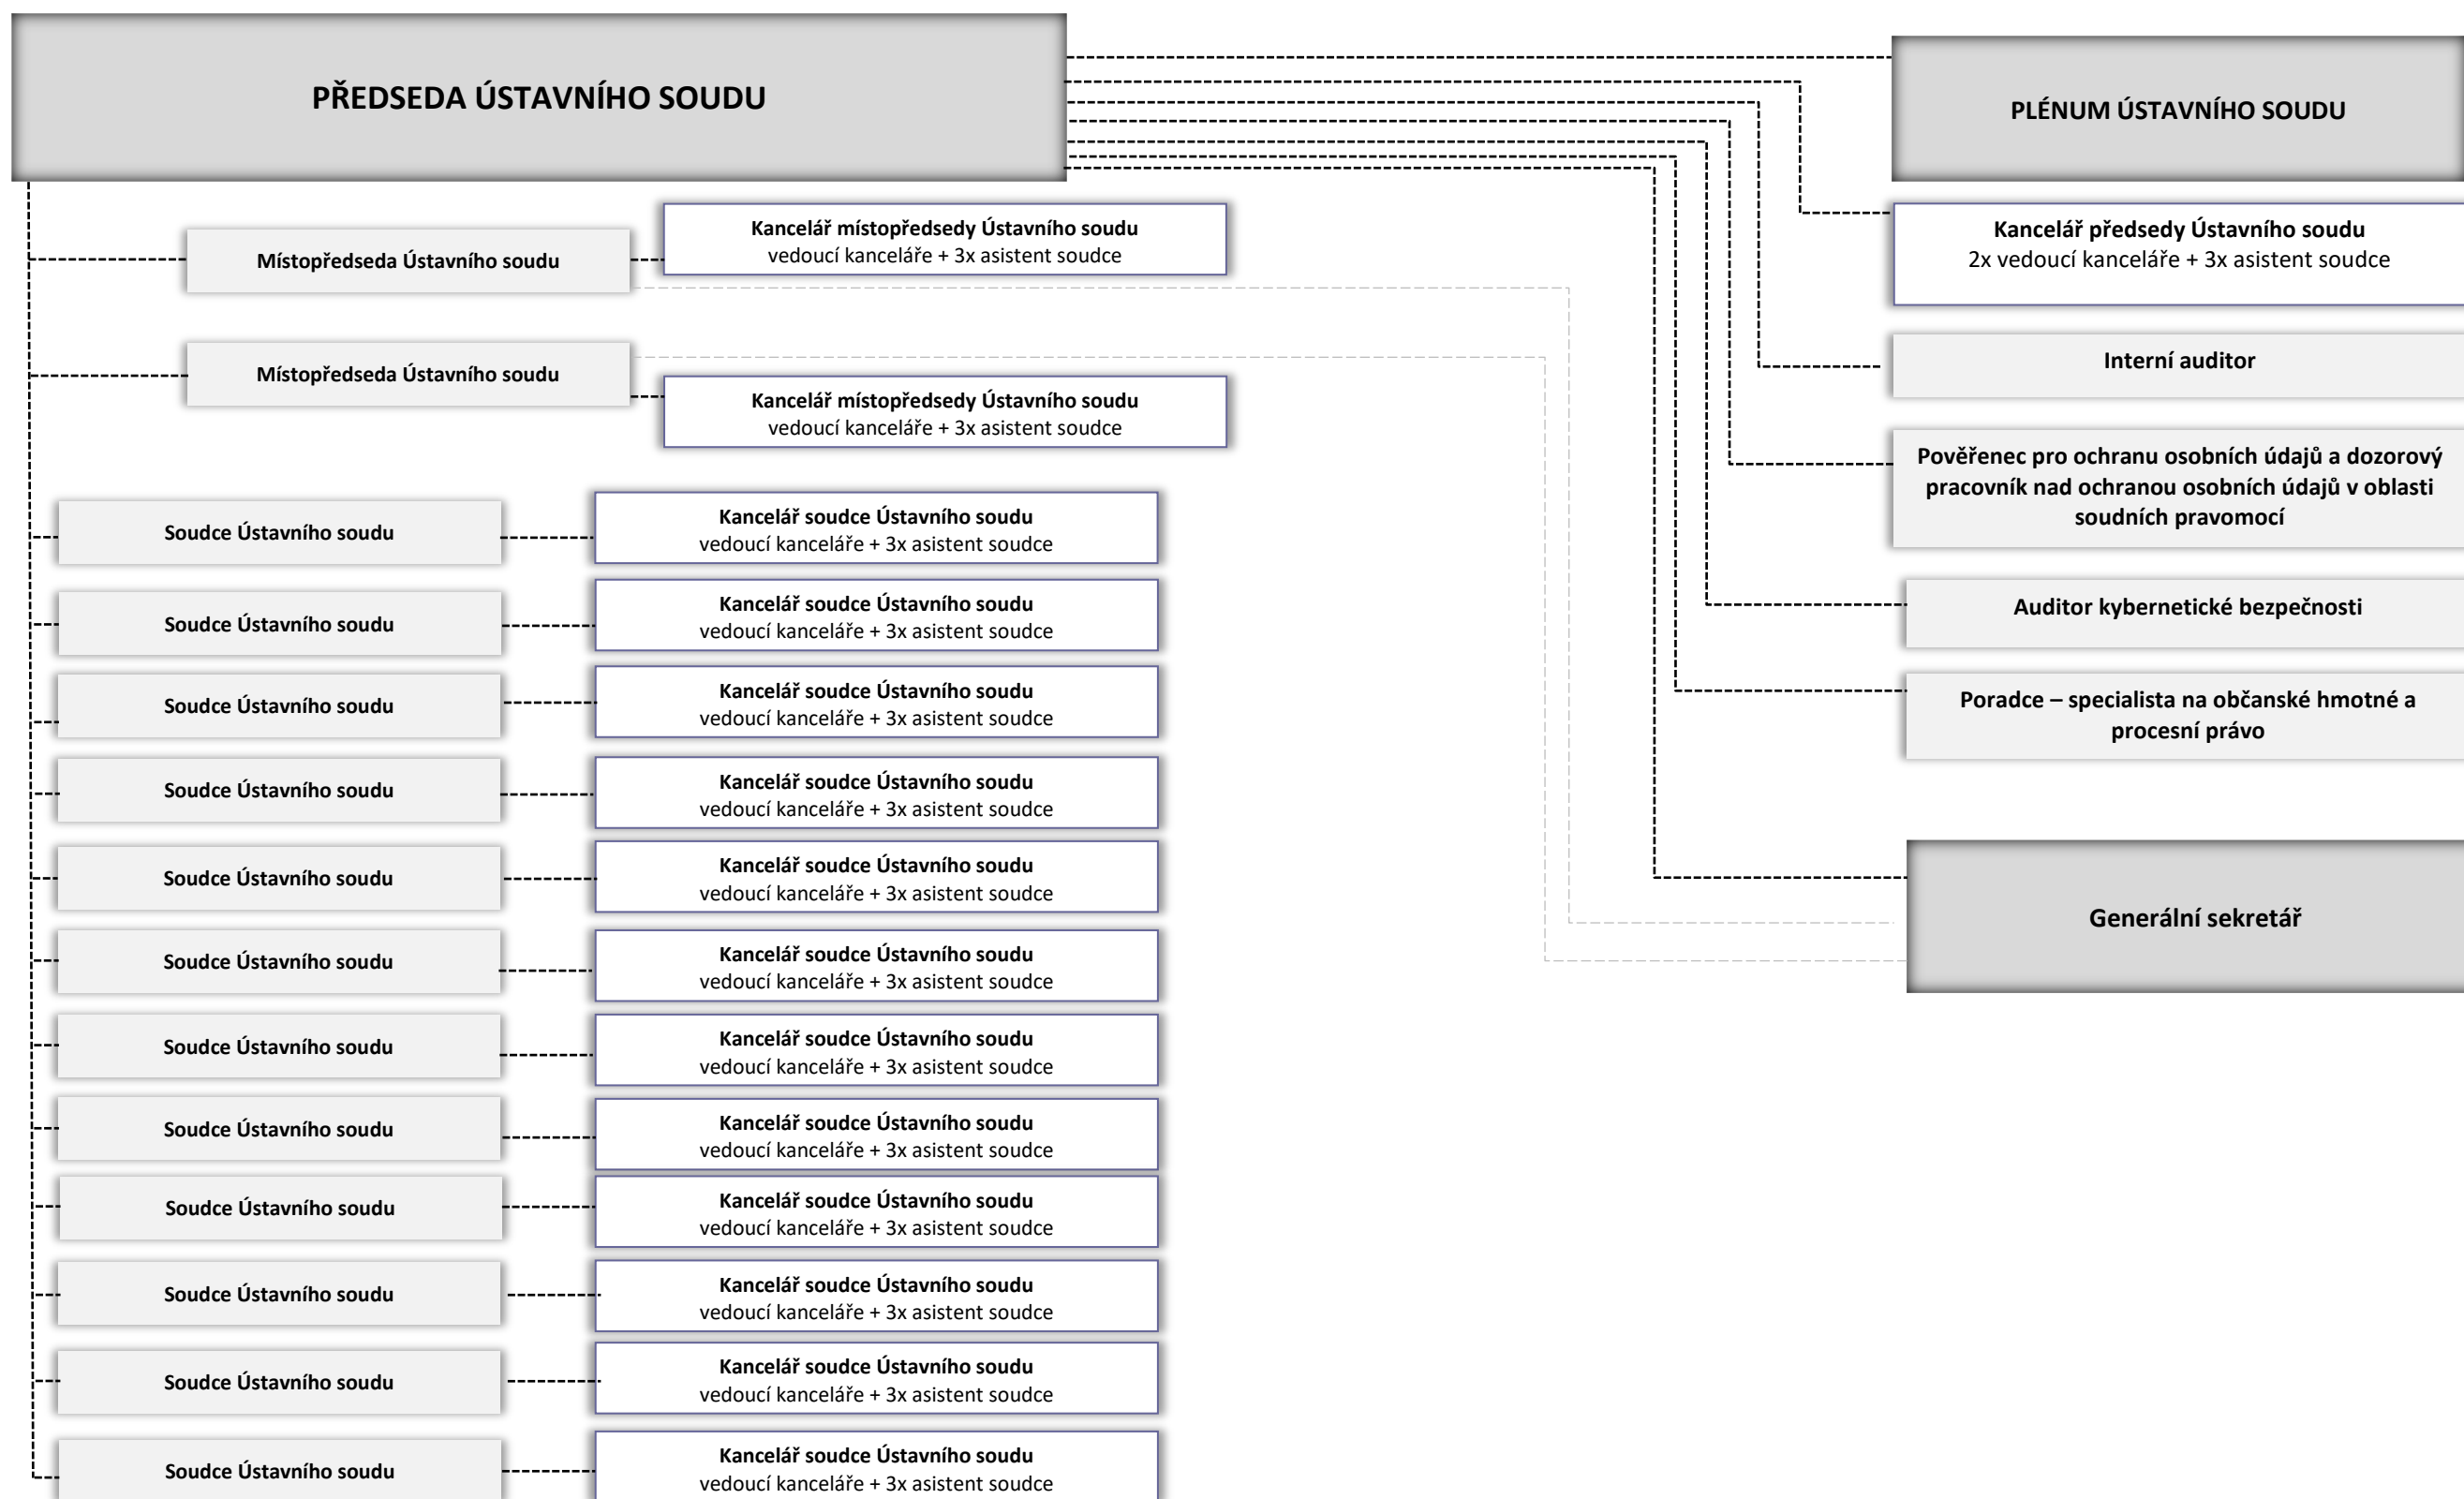 PŘEDSEDA ÚSTAVNÍHO SOUDU
PLÉNUM ÚSTAVNÍHO SOUDU
Místopředseda Ústavního soudu
Kancelář místopředsedy Ústavního soudu
vedoucí kanceláře + 3x asistent soudce
Místopředseda Ústavního soudu
Kancelář místopředsedy Ústavního soudu
vedoucí kanceláře + 3x asistent soudce
Soudce Ústavního soudu
Kancelář soudce Ústavního soudu
vedoucí kanceláře + 3x asistent soudce
Soudce Ústavního soudu
Kancelář soudce Ústavního soudu
vedoucí kanceláře + 3x asistent soudce
Soudce Ústavního soudu
Kancelář soudce Ústavního soudu
vedoucí kanceláře + 3x asistent soudce
Soudce Ústavního soudu
Kancelář soudce Ústavního soudu
vedoucí kanceláře + 3x asistent soudce
Soudce Ústavního soudu
Kancelář soudce Ústavního soudu
vedoucí kanceláře + 3x asistent soudce
Soudce Ústavního soudu
Kancelář soudce Ústavního soudu
vedoucí kanceláře + 3x asistent soudce
Soudce Ústavního soudu
Kancelář soudce Ústavního soudu
vedoucí kanceláře + 3x asistent soudce
Soudce Ústavního soudu
Kancelář soudce Ústavního soudu
vedoucí kanceláře + 3x asistent soudce
Soudce Ústavního soudu
Kancelář soudce Ústavního soudu
vedoucí kanceláře + 3x asistent soudce
Soudce Ústavního soudu
Kancelář soudce Ústavního soudu
vedoucí kanceláře + 3x asistent soudce
Soudce Ústavního soudu
Kancelář soudce Ústavního soudu
vedoucí kanceláře + 3x asistent soudce
Soudce Ústavního soudu
Kancelář soudce Ústavního soudu
vedoucí kanceláře + 3x asistent soudce
Kancelář předsedy Ústavního soudu
2x vedoucí kanceláře + 3x asistent soudce
Interní auditor
Pověřenec pro ochranu osobních údajů a dozorový
pracovník nad ochranou osobních údajů v oblasti
soudních pravomocí
Auditor kybernetické bezpečnosti
Poradce – specialista na občanské hmotné a
procesní právo
Generální sekretář